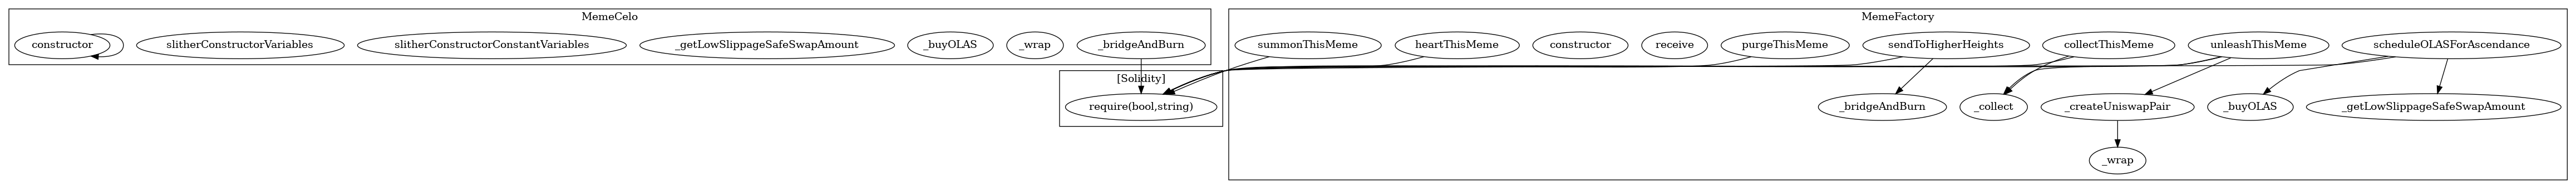 MemeCelo
constructor
slitherConstructorVariables
slitherConstructorConstantVariables
_getLowSlippageSafeSwapAmount
_buyOLAS
_wrap
_bridgeAndBurn
[Solidity]
require(bool,string)
MemeFactory
summonThisMeme
heartThisMeme
constructor
receive
purgeThisMeme
sendToHigherHeights
collectThisMeme
unleashThisMeme
scheduleOLASForAscendance
_bridgeAndBurn
_collect
_createUniswapPair
_buyOLAS
_getLowSlippageSafeSwapAmount
_wrap